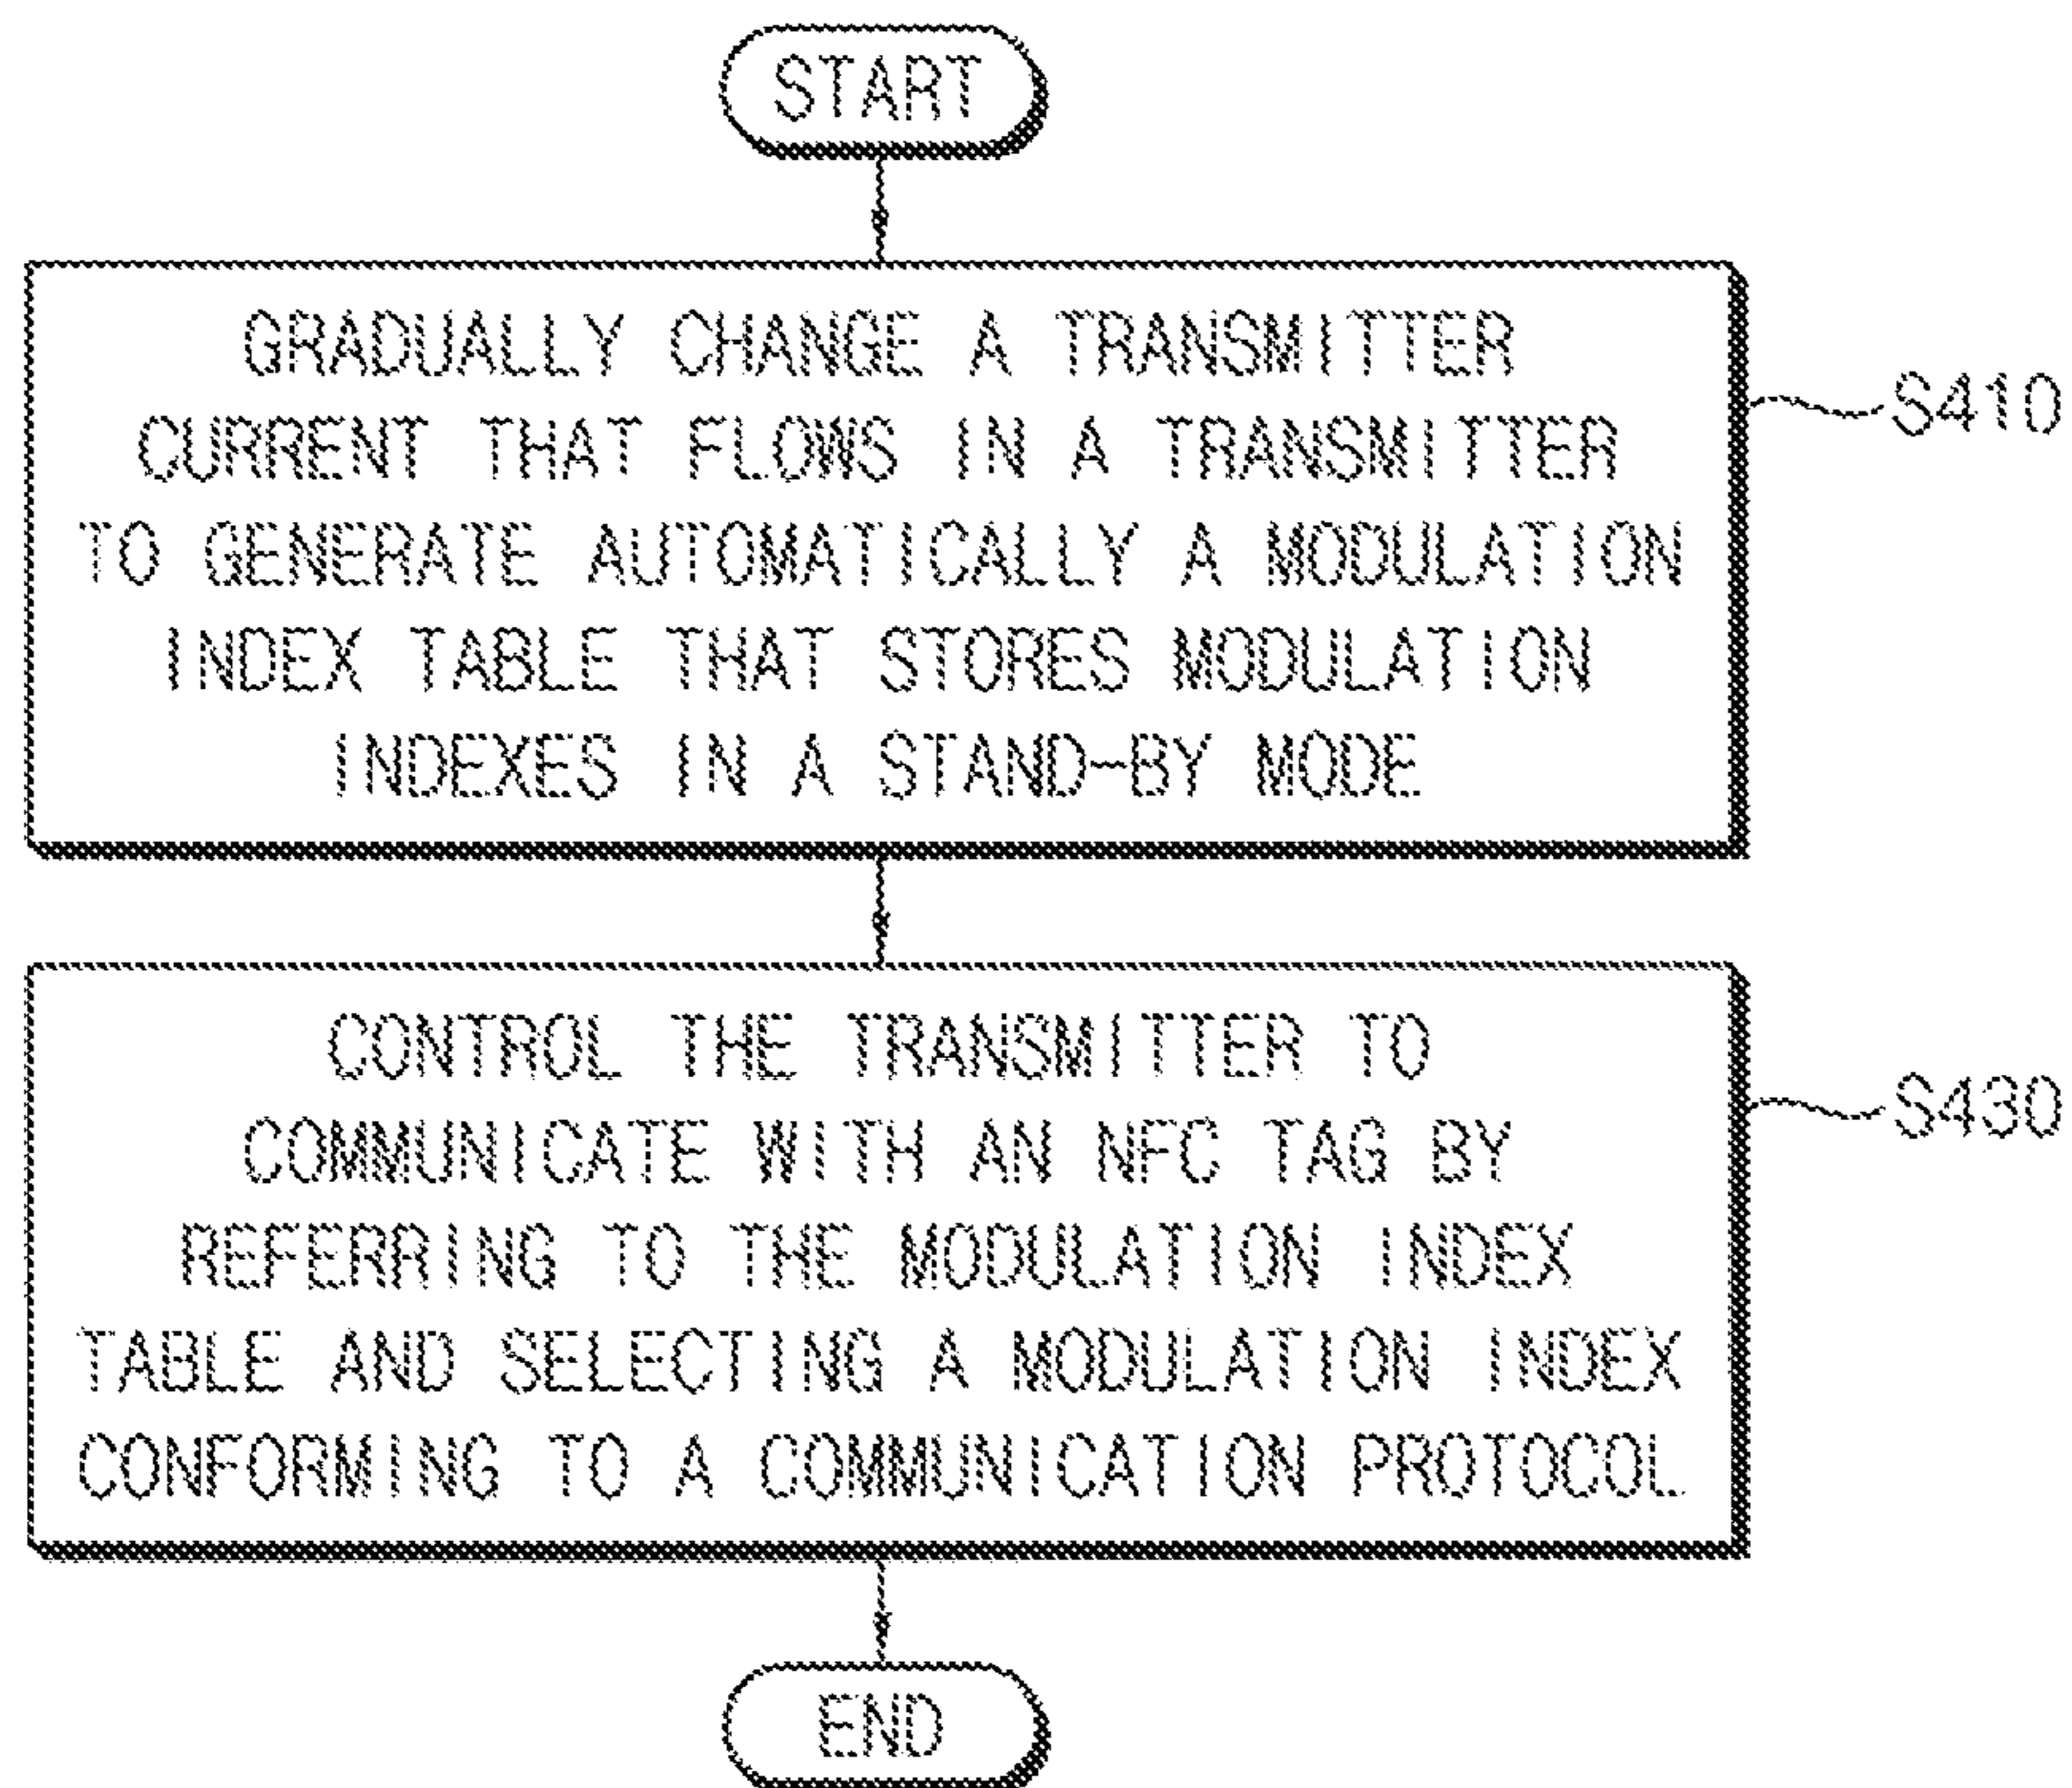 START
GRADUALLY CHANGE A TRANSMITTER
CURRENT THAT FLOWS IN A TRANSMITTER
TO GENERATE AUTOMATICALLY A MODULATION
INDEX TABLE THAT STORES MODULATION
INDEXES IN A STAND-BY MODE
S410
CONTROL THE TRANSMITTER TO
COMMUNICATE WITH AN NFC TAG BY
REFERRING TO THE MODULATION INDEX
TABLE AND SELECTING A MODULATION INDEX
CONFORMING TO A COMMUNICATION PROTOCOL
S430
END